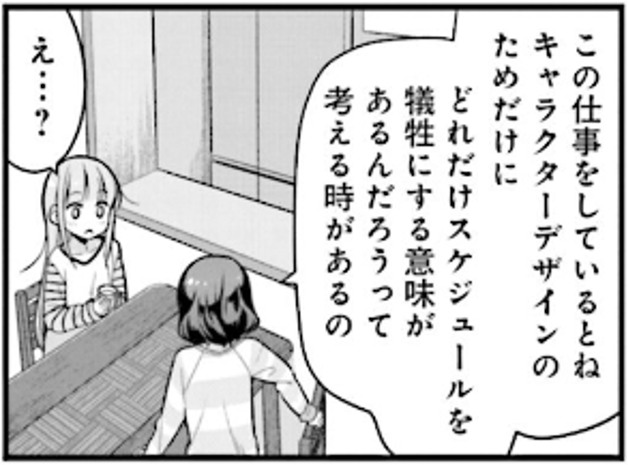 この仕事をしているとね
キャラクターデザインの
ためだけに
どれだけスケジュールを
犠牲にする意味が
あるんだろうって
考える時があるの
え…?